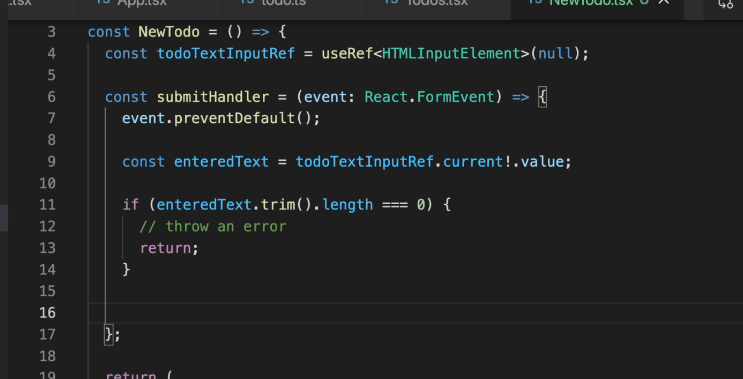 .tsx TS App.tsx TS todo.ts TS Todos.tsx TS NewTodo.tsx
3 const NewTodo = () => {
4 const todoTextInputRef = useRef<HTMLInputElement>(null);
5
6 const submitHandler = (event: React.FormEvent) => {
7 event.preventDefault();
8
9 const enteredText = todoTextInputRef.current!.value;
10
11 if (enteredText.trim().length === 0) {
12 // throw an error
13 return;
14 }
15
16
17 };
18
19 return (